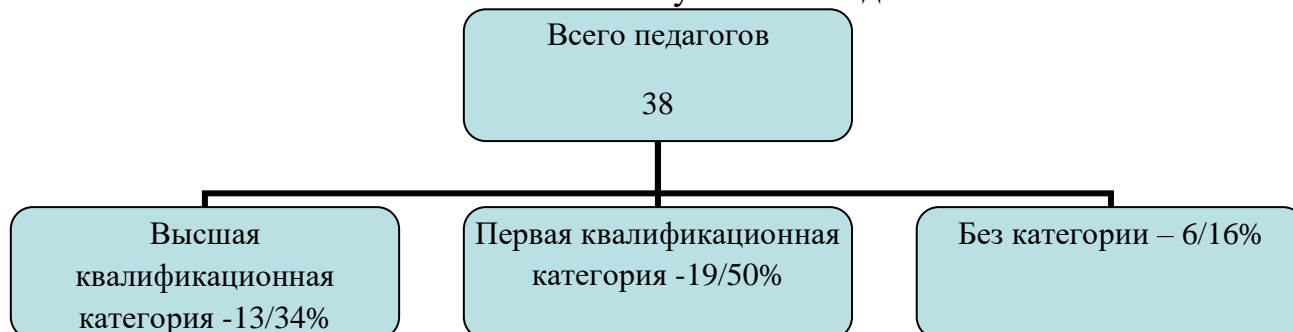 Всего педагогов
38
Высшая
квалификационная
категория -13/34%
Первая квалификационная
категория -19/50%
Без категории – 6/16%